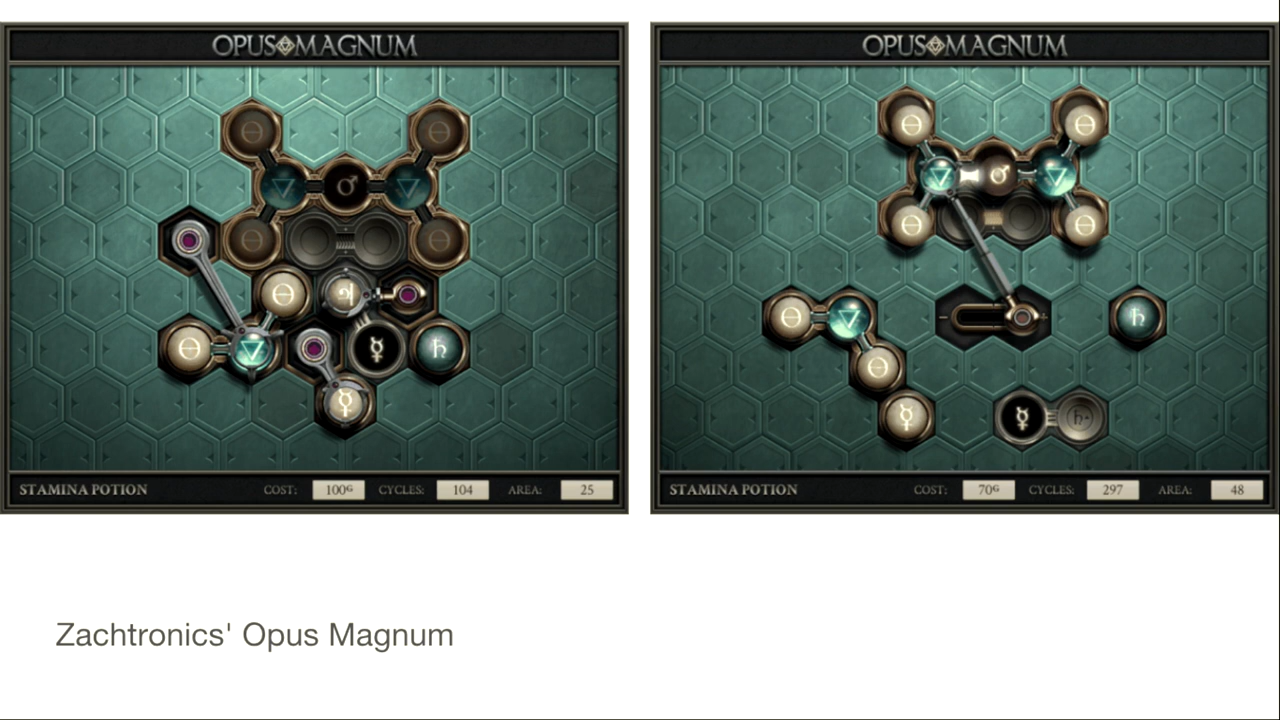 OPUS MAGNUM
STAMINA POTION COST: 100G CYCLES: 104 AREA: 25
OPUS MAGNUM
STAMINA POTION COST: 70G CYCLES: 297 AREA: 48
Zachtronics' Opus Magnum